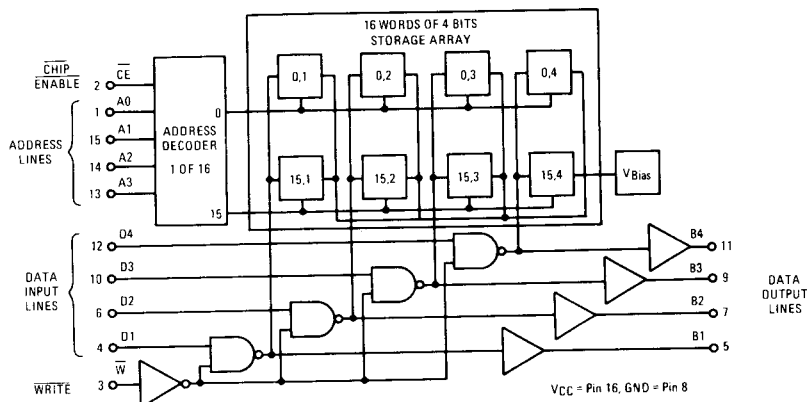 16 WORDS OF 4 BITS
STORAGE ARRAY
CHIP
ENABLE
2 CE
1 A0
15 A1
14 A2
13 A3
ADDRESS
LINES
ADDRESS
DECODER
1 OF 16
0
15
0,1 0,2 0,3 0,4
15,1 15,2 15,3 15,4
VBias
DATA
INPUT
LINES
12 D4
10 D3
6 D2
4 D1
WRITE 3 W
B4 11
B3 9
B2 7
B1 5
DATA
OUTPUT
LINES
VCC = Pin 16, GND = Pin 8